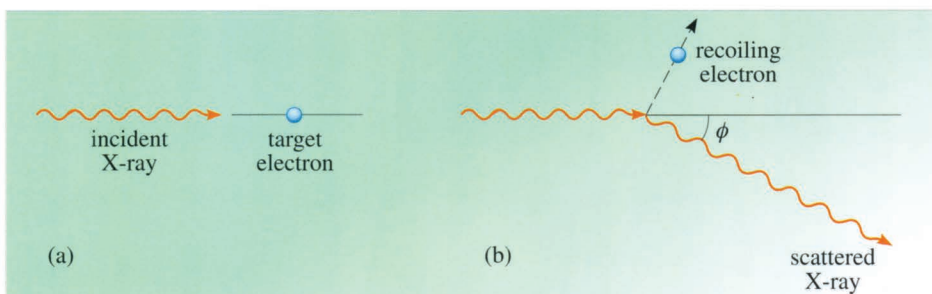 incident
X-ray
target
electron
(a)
recoiling
electron
ϕ
(b)
scattered
X-ray